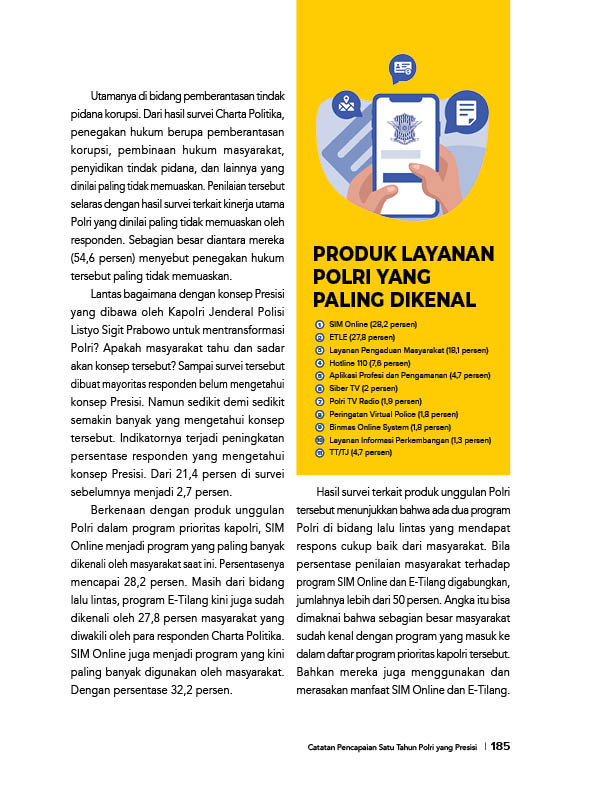 Utamanya di bidang pemberantasan tindak
pidana korupsi. Dari hasil survei Charta Politika,
penegakan hukum berupa pemberantasan
korupsi, pembinaan hukum masyarakat,
penyidikan tindak pidana, dan lainnya yang
dinilai paling tidak memuaskan. Penilaian tersebut
selaras dengan hasil survei terkait kinerja utama
Polri yang dinilai paling tidak memuaskan oleh
responden. Sebagian besar diantara mereka
(54,6 persen) menyebut penegakan hukum
tersebut paling tidak memuaskan.
Lantas bagaimana dengan konsep Presisi
yang dibawa oleh Kapolri Jenderal Polisi
Listyo Sigit Prabowo untuk mentransformasi
Polri? Apakah masyarakat tahu dan sadar
akan konsep tersebut? Sampai survei tersebut
dibuat mayoritas responden belum mengetahui
konsep Presisi. Namun sedikit demi sedikit
semakin banyak yang mengetahui konsep
tersebut. Indikatornya terjadi peningkatan
persentase responden yang mengetahui
konsep Presisi. Dari 21,4 persen di survei
sebelumnya menjadi 2,7 persen.
Berkenaan dengan produk unggulan
Polri dalam program prioritas kapolri, SIM
Online menjadi program yang paling banyak
dikenali oleh masyarakat saat ini. Persentasenya
mencapai 28,2 persen. Masih dari bidang
lalu lintas, program E-Tilang kini juga sudah
dikenali oleh 27,8 persen masyarakat yang
diwakili oleh para responden Charta Politika.
SIM Online juga menjadi program yang kini
paling banyak digunakan oleh masyarakat.
Dengan persentase 32,2 persen.
PRODUK LAYANAN
POLRI YANG
PALING DIKENAL
1 SIM Online (28,2 persen)
2 ETLE (27,8 persen)
3 Layanan Pengaduan Masyarakat (18,1 persen)
4 Hotline 110 (7,6 persen)
5 Aplikasi Profesi dan Pengamanan (4,7 persen)
6 Siber TV (2 persen)
7 Polri TV Radio (1,9 persen)
8 Peringatan Virtual Police (1,8 persen)
9 Binmas Online System (1,8 persen)
10 Layanan Informasi Perkembangan (1,3 persen)
11 TT/TJ (4,7 persen)
Hasil survei terkait produk unggulan Polri
tersebut menunjukkan bahwa ada dua program
Polri di bidang lalu lintas yang mendapat
respons cukup baik dari masyarakat. Bila
persentase penilaian masyarakat terhadap
program SIM Online dan E-Tilang digabungkan,
jumlahnya lebih dari 50 persen. Angka itu bisa
dimaknai bahwa sebagian besar masyarakat
sudah kenal dengan program yang masuk ke
dalam daftar program prioritas kapolri tersebut.
Bahkan mereka juga menggunakan dan
merasakan manfaat SIM Online dan E-Tilang.
Catatan Pencapaian Satu Tahun Polri yang Presisi | 185